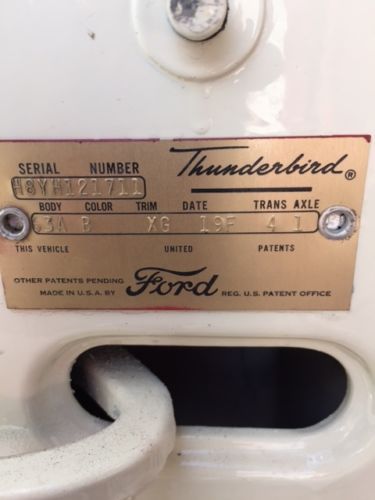 SERIAL NUMBER Thunderbird®
H8YH121711
BODY COLOR TRIM DATE TRANS AXLE
63A B XG 19F 4 1
THIS VEHICLE UNITED PATENTS
OTHER PATENTS PENDING
MADE IN U.S.A. BY Ford REG. U.S. PATENT OFFICE